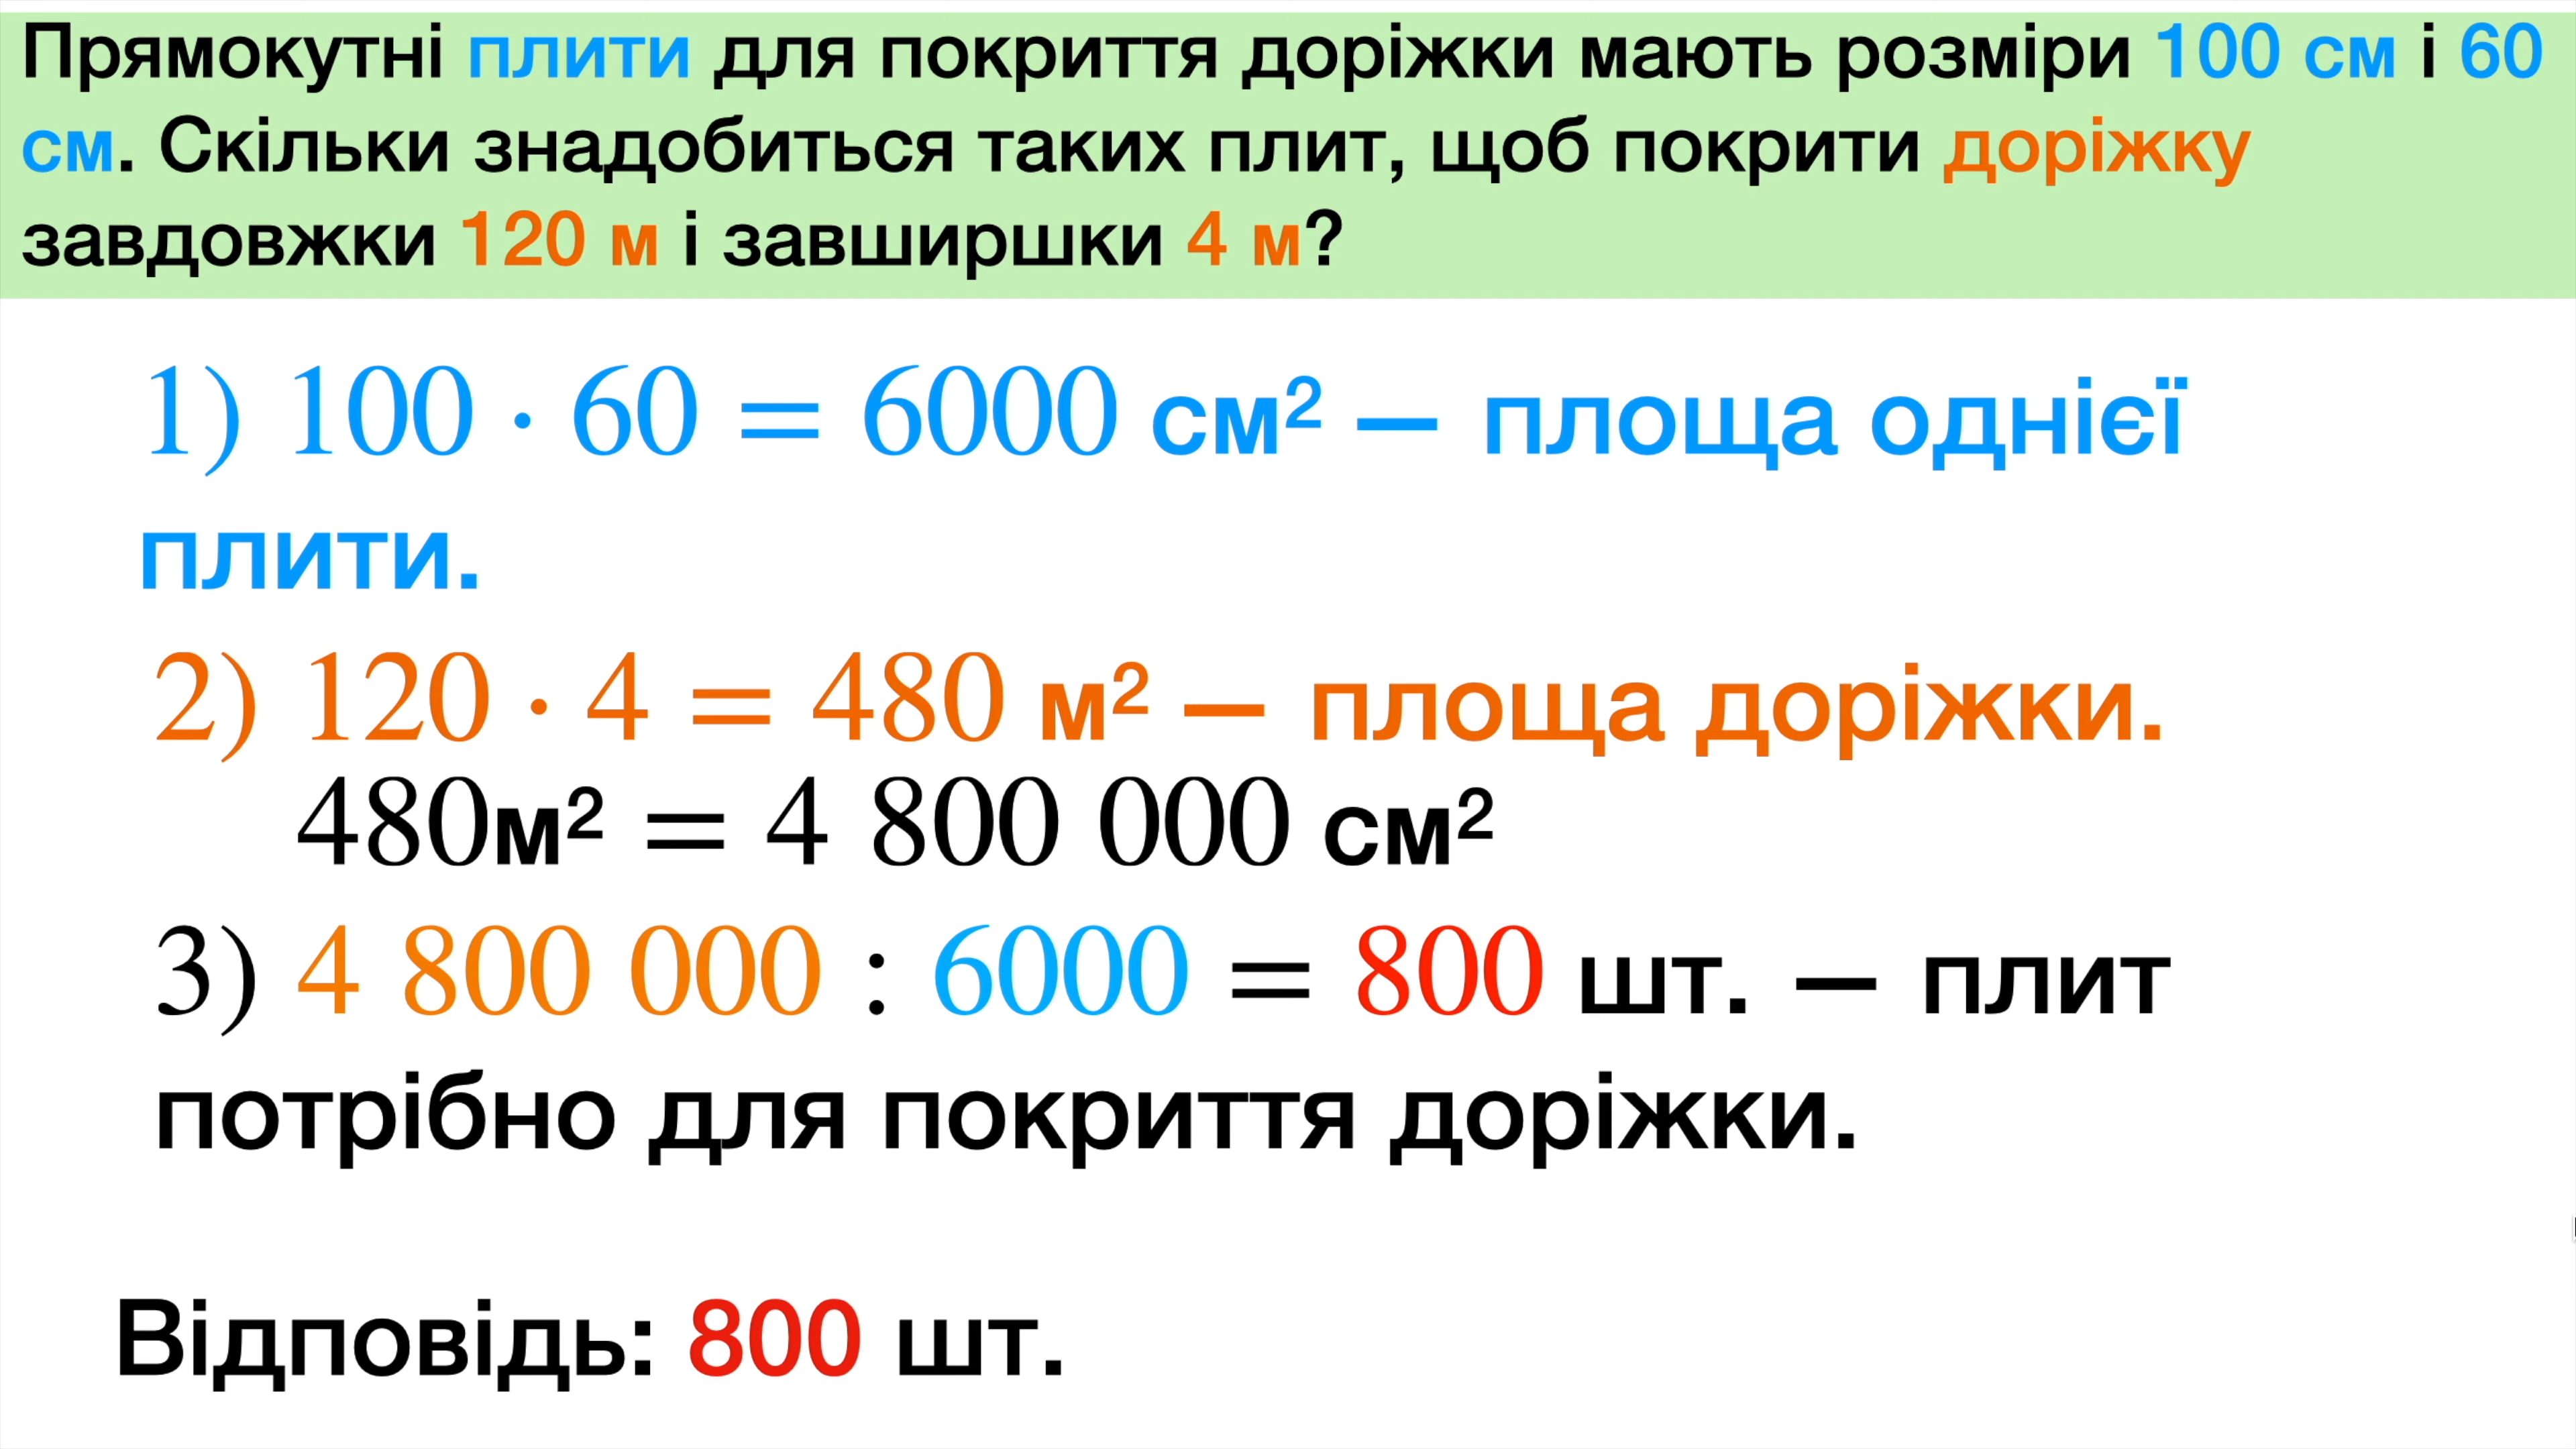 Прямокутні плити для покриття доріжки мають розміри 100 см і 60
см. Скільки знадобиться таких плит, щоб покрити доріжку
завдовжки 120 м і завширшки 4 м?
1) 100 · 60 = 6000 см² — площа однієї
плити.
2) 120 · 4 = 480 м² — площа доріжки.
480м² = 4 800 000 см²
3) 4 800 000 : 6000 = 800 шт. — плит
потрібно для покриття доріжки.
Відповідь: 800 шт.